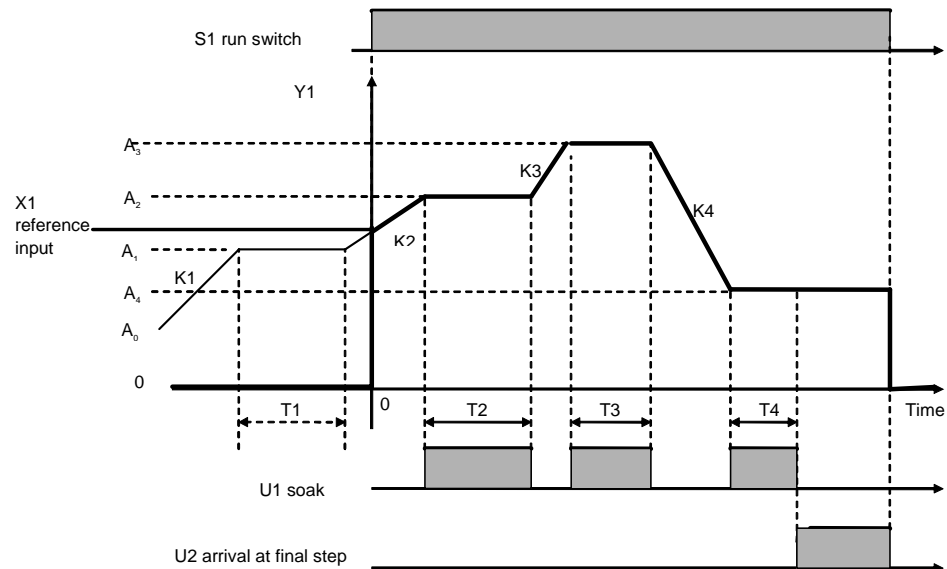 S1 run switch
Y1
A₃
K3
A₂
X1
reference
input
K4
K2
A₁
K1
A₄
A₀
0
0
T1
T2
T3
T4
Time
U1 soak
U2 arrival at final step